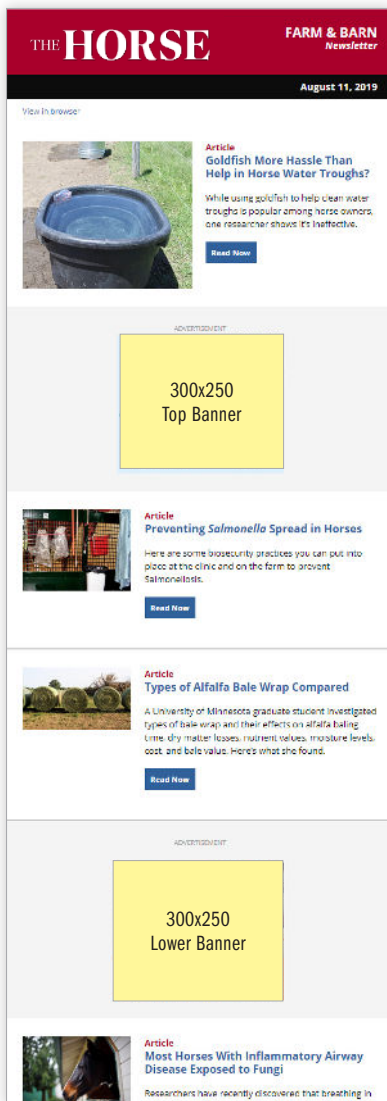 THE HORSE
FARM & BARN
Newsletter
August 11, 2019
View in browser
Article
Goldfish More Hassle Than
Help in Horse Water Troughs?
While using goldfish to help clean water
troughs is popular among horse owners,
one researcher shows it's ineffective.
Read Now
ADVERTISEMENT
300x250
Top Banner
Article
Preventing Salmonella Spread in Horses
Here are some biosecurity practices you can put into
place at the clinic and on the farm to prevent
Salmonellosis.
Read Now
Article
Types of Alfalfa Bale Wrap Compared
A University of Minnesota graduate student investigated
types of bale wrap and their effects on alfalfa baling
time, dry matter losses, nutrient values, moisture levels,
cost, and bale value. Here's what she found.
Read Now
ADVERTISEMENT
300x250
Lower Banner
Article
Most Horses With Inflammatory Airway
Disease Exposed to Fungi
Researchers have recently discovered that breathing in